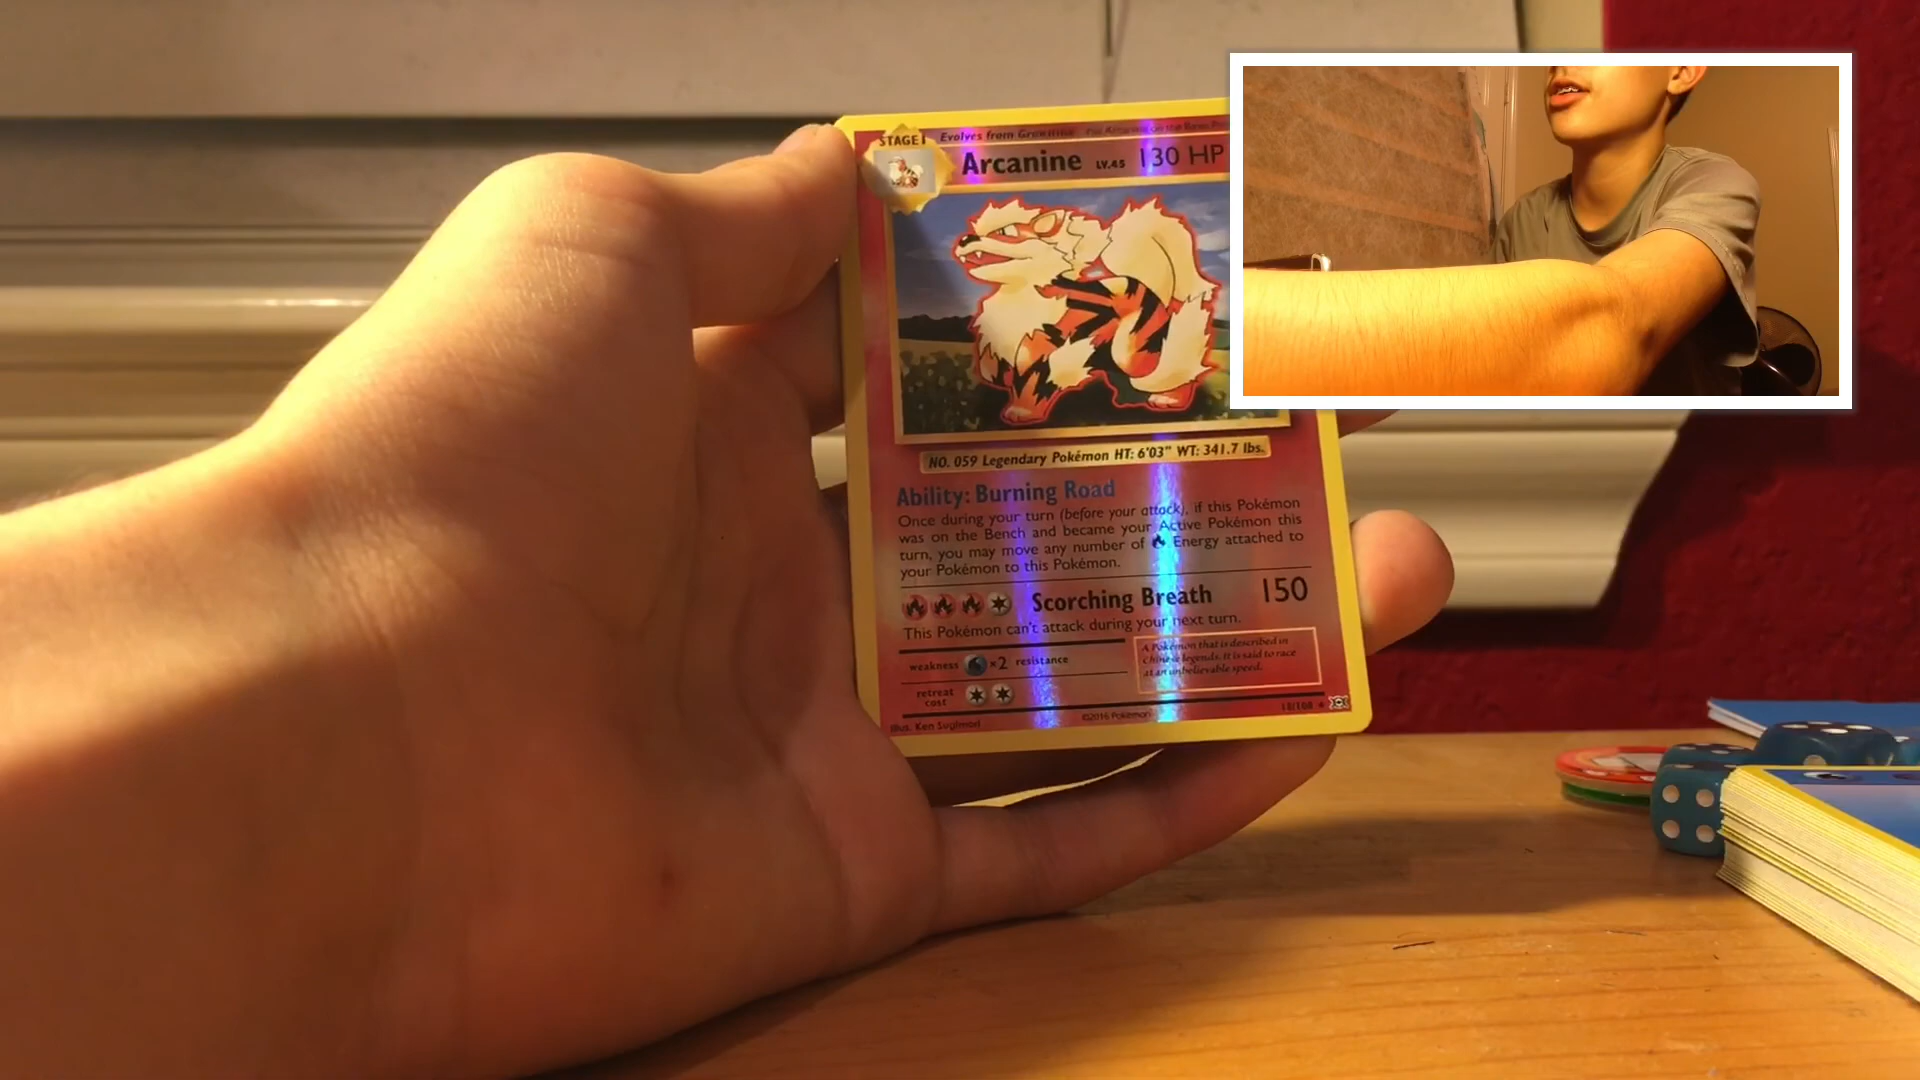 STAGE 1 Evolves from Growlithe
Arcanine LV.45 130 HP
NO. 059 Legendary Pokémon HT: 6'03" WT: 341.7 lbs.
Ability: Burning Road
Once during your turn (before your attack), if this Pokémon
was on the Bench and became your Active Pokémon this
turn, you may move any number of Energy attached to
your Pokémon to this Pokémon.
Scorching Breath 150
This Pokémon can't attack during your next turn.
A Pokémon that is described in
Chinese legends. It is said to race
at an unbelievable speed.
weakness ×2 resistance
retreat
cost
Illus. Ken Sugimori ©2016 Pokémon 18/108